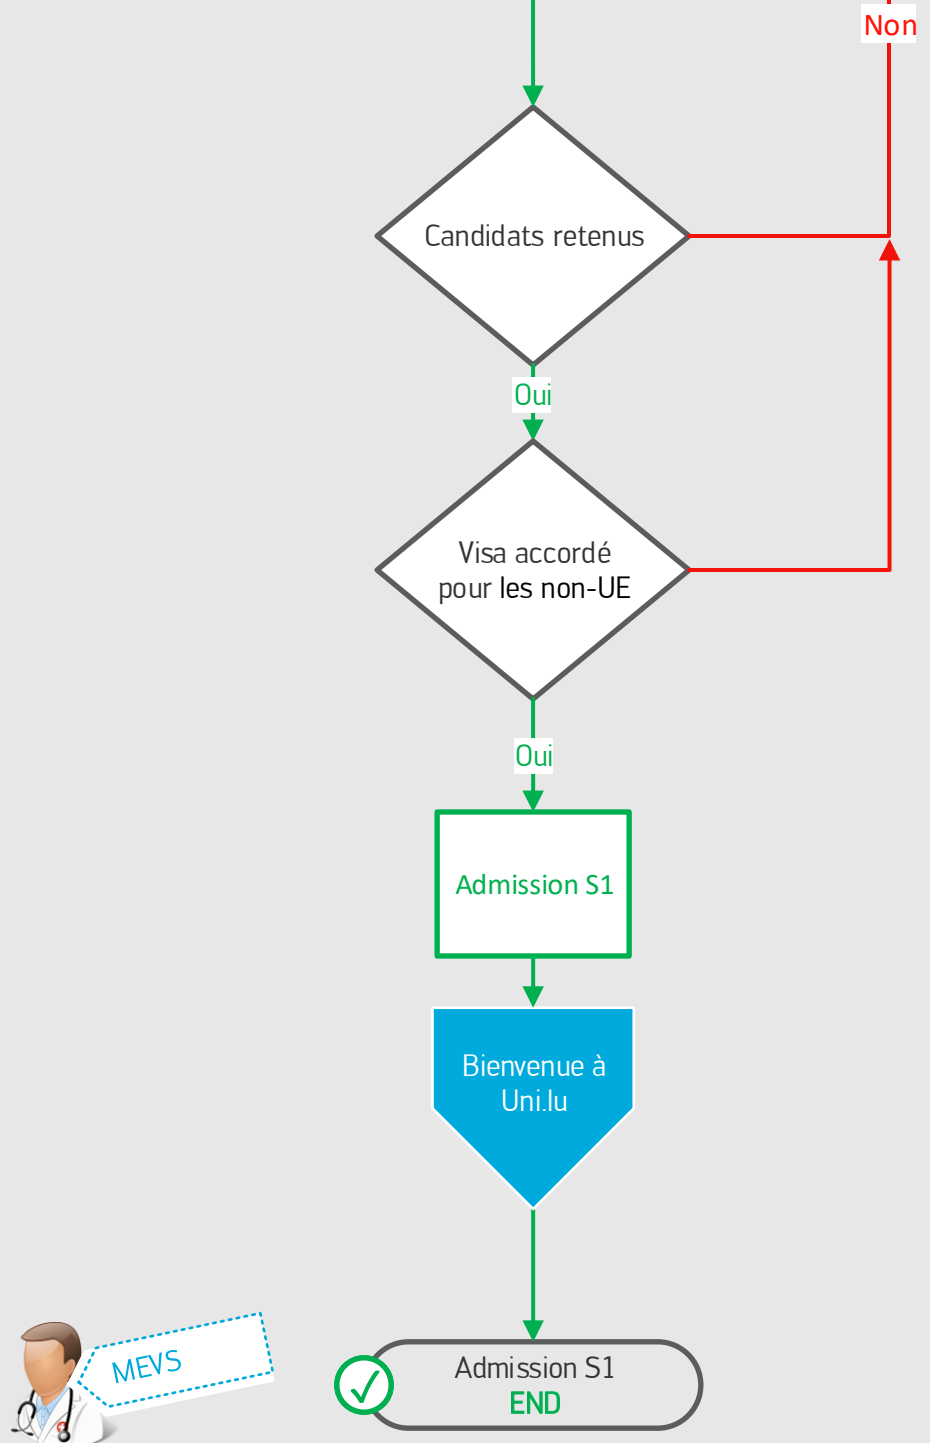 Non
Candidats retenus
Oui
Visa accordé
pour les non-UE
Oui
Admission S1
Bienvenue à
Uni.lu
MEVS
Admission S1
END